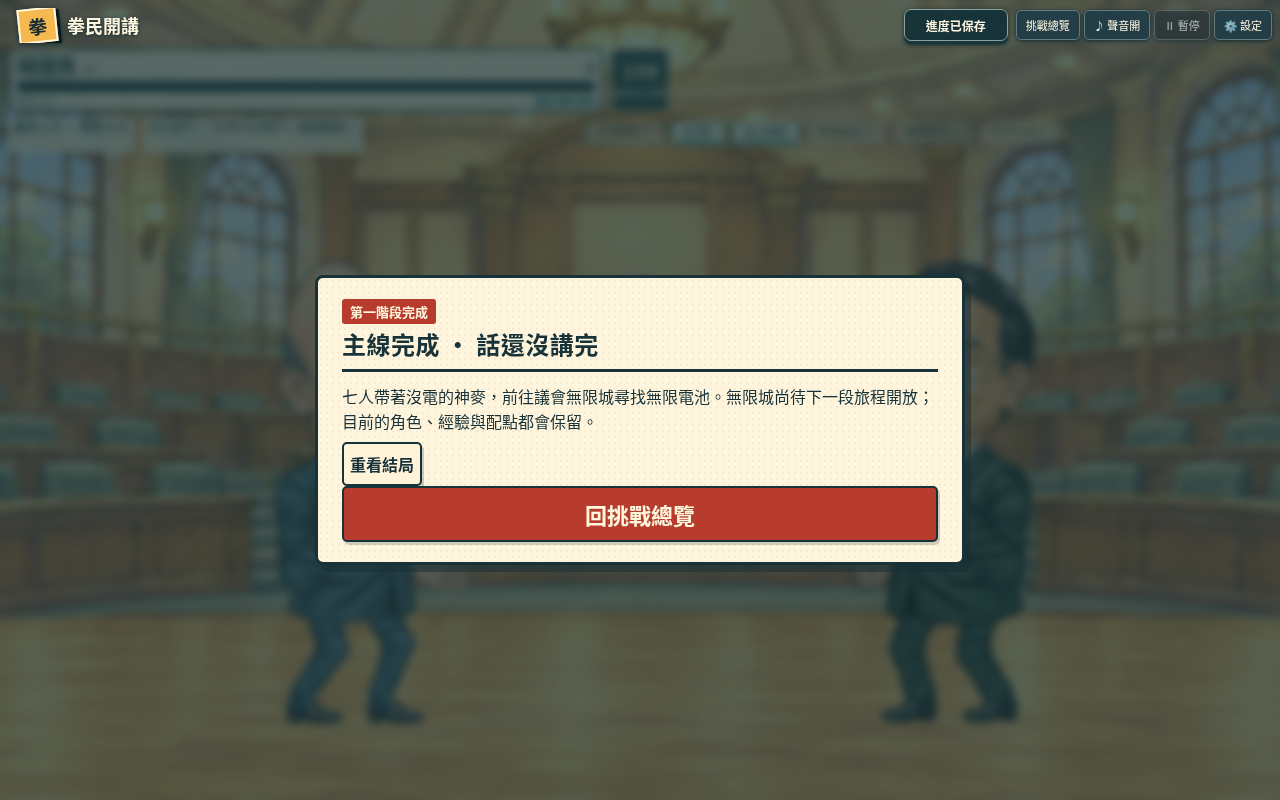 拳 拳民開講
進度已保存 挑戰總覽 ♪ 聲音開 II 暫停 ⚙️ 設定
第一階段完成
主線完成 · 話還沒講完
七人帶著沒電的神麥，前往議會無限城尋找無限電池。無限城尚待下一段旅程開放；
目前的角色、經驗與配點都會保留。
重看結局
回挑戰總覽